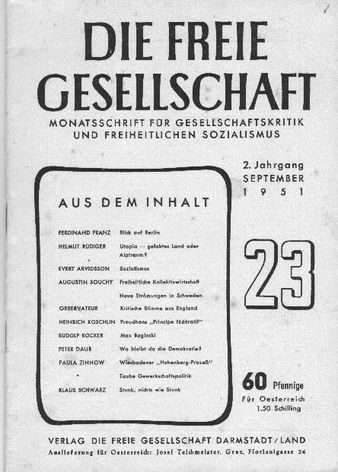 DIE FREIE
GESELLSCHAFT
MONATSSCHRIFT FÜR GESELLSCHAFTSKRITIK
UND FREIHEITLICHEN SOZIALISMUS
2. Jahrgang
SEPTEMBER
1951
AUS DEM INHALT
FERDINAND FRANZ Blick auf Berlin
HELMUT RÜDIGER Utopia — gelobtes Land oder
Alptraum?
EVERT ARVIDSSON Sozialismus
AUGUSTIN SOUCHY Freiheitliche Kollektivwirtschaft
Neue Strömungen in Schweden
OBSERVATEUR Kritische Stimme aus England
HEINRICH KOECHLIN Proudhons „Principe fédératif"
RUDOLF ROCKER Max Baginski
PETER DAUB Wo bleibt da die Demokratie?
PAULA ZINNOW Wiesbadener „Hohenberg-Prozeß"
Taube Gewerkschaftspolitik
KLAUS SCHWARZ Stunk, nichts wie Stunk
23
60 Pfennige
Für Oesterreich
1.50 Schilling
VERLAG DIE FREIE GESELLSCHAFT DARMSTADT/LAND
Auslieferung für Oesterreich: Josef Teichmeister, Graz, Florianigasse 26